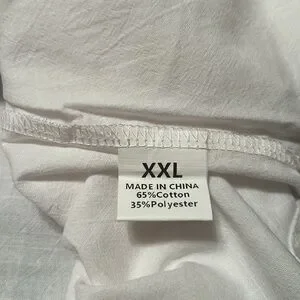 XXL
MADE IN CHINA
65%Cotton
35%Polyester